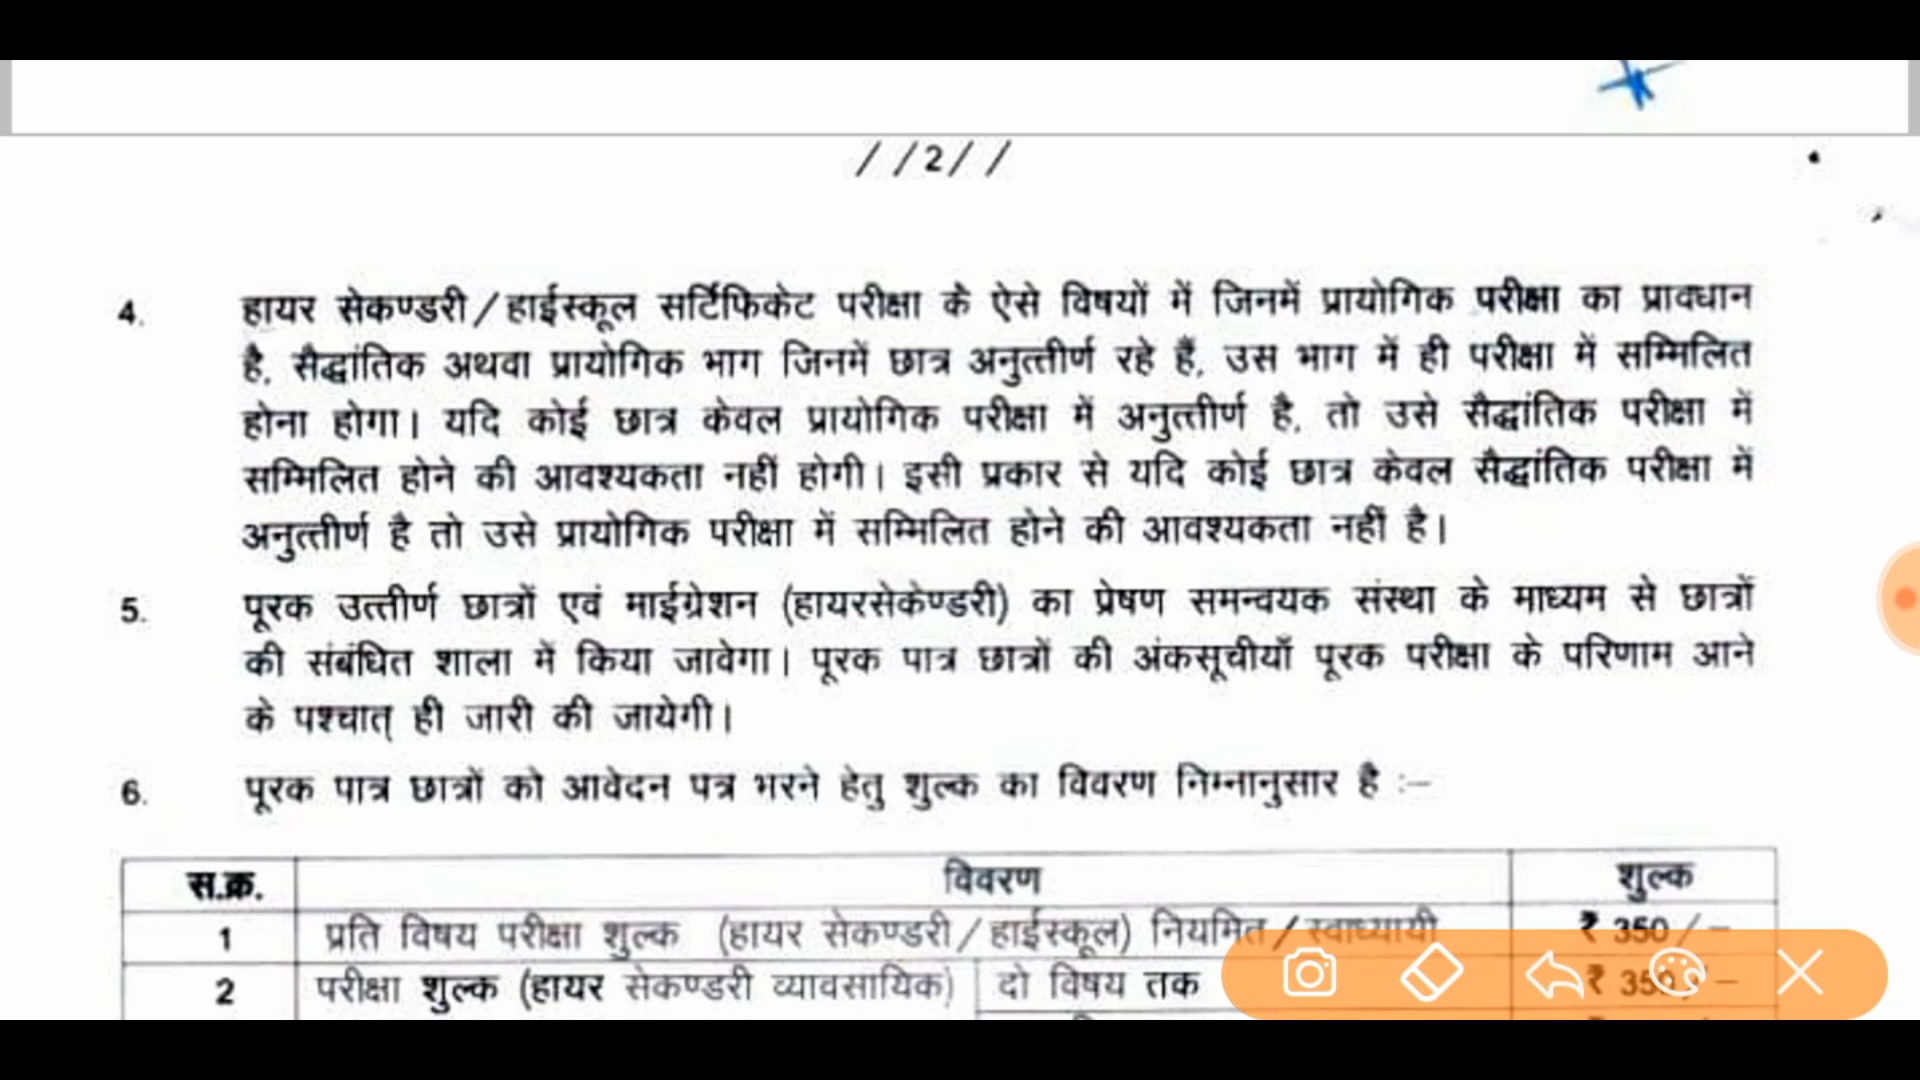 //2//
4. हायर सेकण्डरी/हाईस्कूल सर्टिफिकेट परीक्षा के ऐसे विषयों में जिनमें प्रायोगिक परीक्षा का प्रावधान
है, सैद्धांतिक अथवा प्रायोगिक भाग जिनमें छात्र अनुत्तीर्ण रहे हैं, उस भाग में ही परीक्षा में सम्मिलित
होना होगा। यदि कोई छात्र केवल प्रायोगिक परीक्षा में अनुत्तीर्ण है, तो उसे सैद्धांतिक परीक्षा में
सम्मिलित होने की आवश्यकता नहीं होगी। इसी प्रकार से यदि कोई छात्र केवल सैद्धांतिक परीक्षा में
अनुत्तीर्ण है तो उसे प्रायोगिक परीक्षा में सम्मिलित होने की आवश्यकता नहीं है।
5. पूरक उत्तीर्ण छात्रों एवं माईग्रेशन (हायरसेकेण्डरी) का प्रेषण समन्वयक संस्था के माध्यम से छात्रों
की संबंधित शाला में किया जावेगा। पूरक पात्र छात्रों की अंकसूचीयाँ पूरक परीक्षा के परिणाम आने
के पश्चात् ही जारी की जायेगी।
6. पूरक पात्र छात्रों को आवेदन पत्र भरने हेतु शुल्क का विवरण निम्नानुसार है :–
स.क्र. विवरण शुल्क
1 प्रति विषय परीक्षा शुल्क (हायर सेकण्डरी/हाईस्कूल) नियमित/स्वाध्यायी ₹ 350/–
2 परीक्षा शुल्क (हायर सेकण्डरी व्यावसायिक) दो विषय तक ₹ 350/–